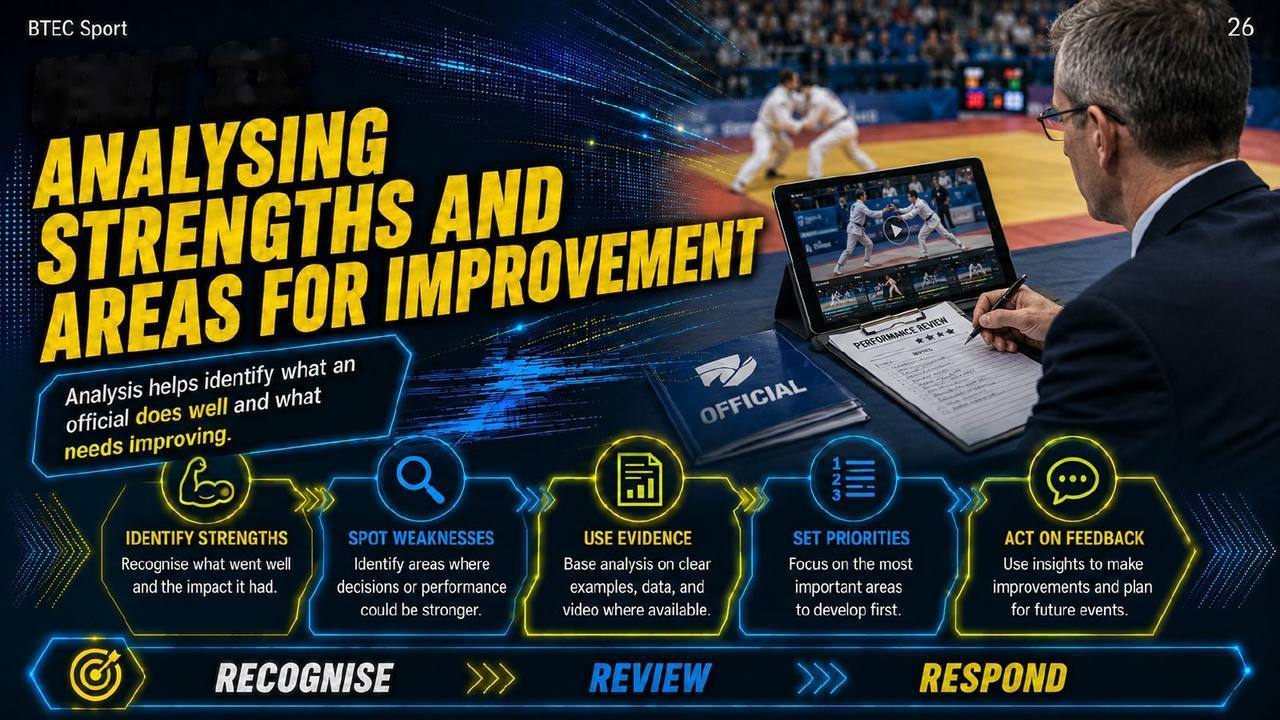 BTEC Sport
26
ANALYSING
STRENGTHS AND
AREAS FOR IMPROVEMENT
Analysis helps identify what an
official does well and what
needs improving.
PERFORMANCE REVIEW
NOTES
OFFICIAL
1
2
3
IDENTIFY STRENGTHS
Recognise what went well
and the impact it had.
SPOT WEAKNESSES
Identify areas where
decisions or performance
could be stronger.
USE EVIDENCE
Base analysis on clear
examples, data, and
video where available.
SET PRIORITIES
Focus on the most
important areas
to develop first.
ACT ON FEEDBACK
Use insights to make
improvements and plan
for future events.
RECOGNISE
REVIEW
RESPOND